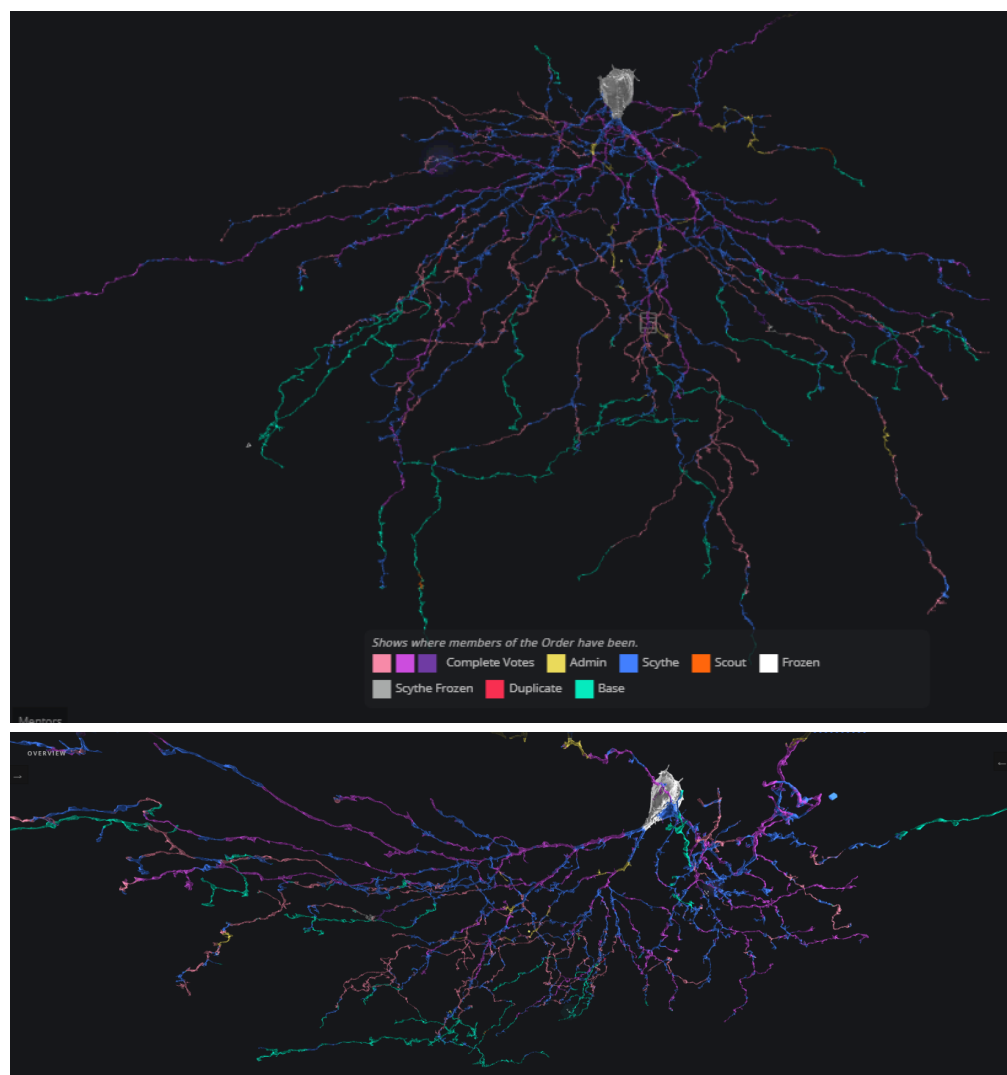 Shows where members of the Order have been.
Complete Votes Admin Scythe Scout Frozen
Scythe Frozen Duplicate Base
Mentors
OVERVIEW